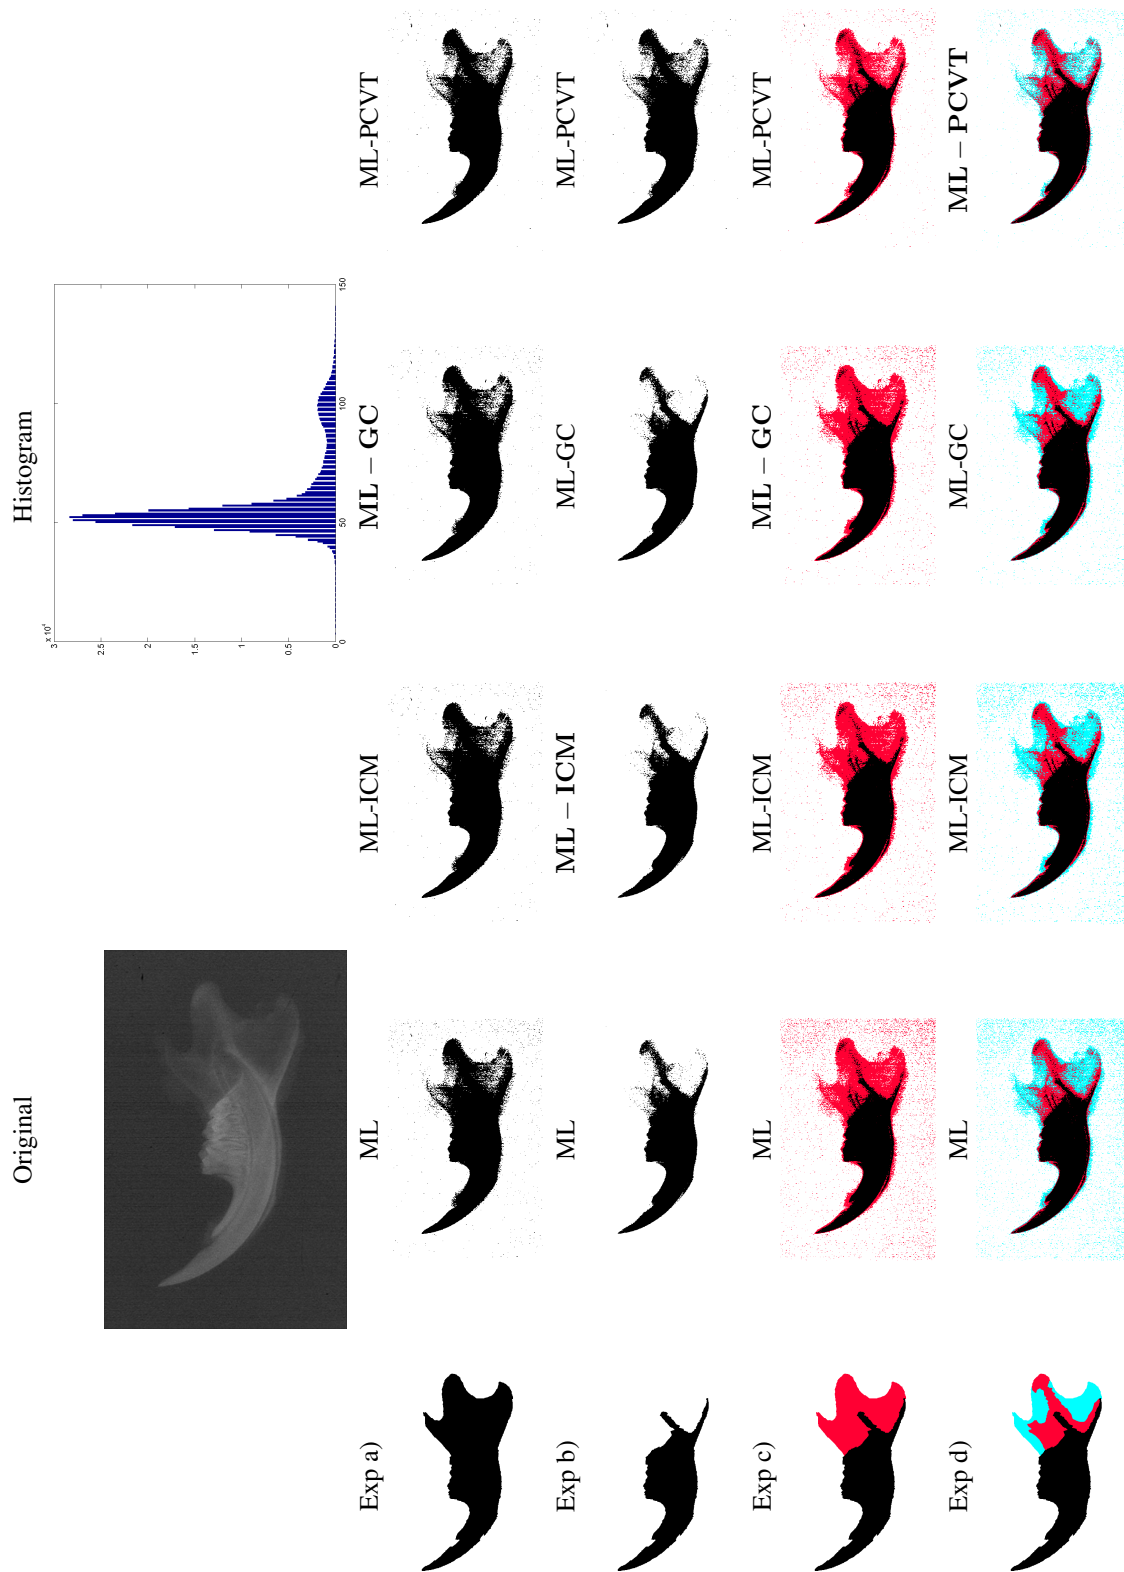 Original
Histogram
x 10⁴
3
2.5
2
1.5
1
0.5
0
0
50
100
150
Exp a)
ML
ML-ICM
ML – GC
ML-PCVT
Exp b)
ML
ML – ICM
ML-GC
ML-PCVT
Exp c)
ML
ML-ICM
ML – GC
ML-PCVT
Exp d)
ML
ML-ICM
ML-GC
ML – PCVT